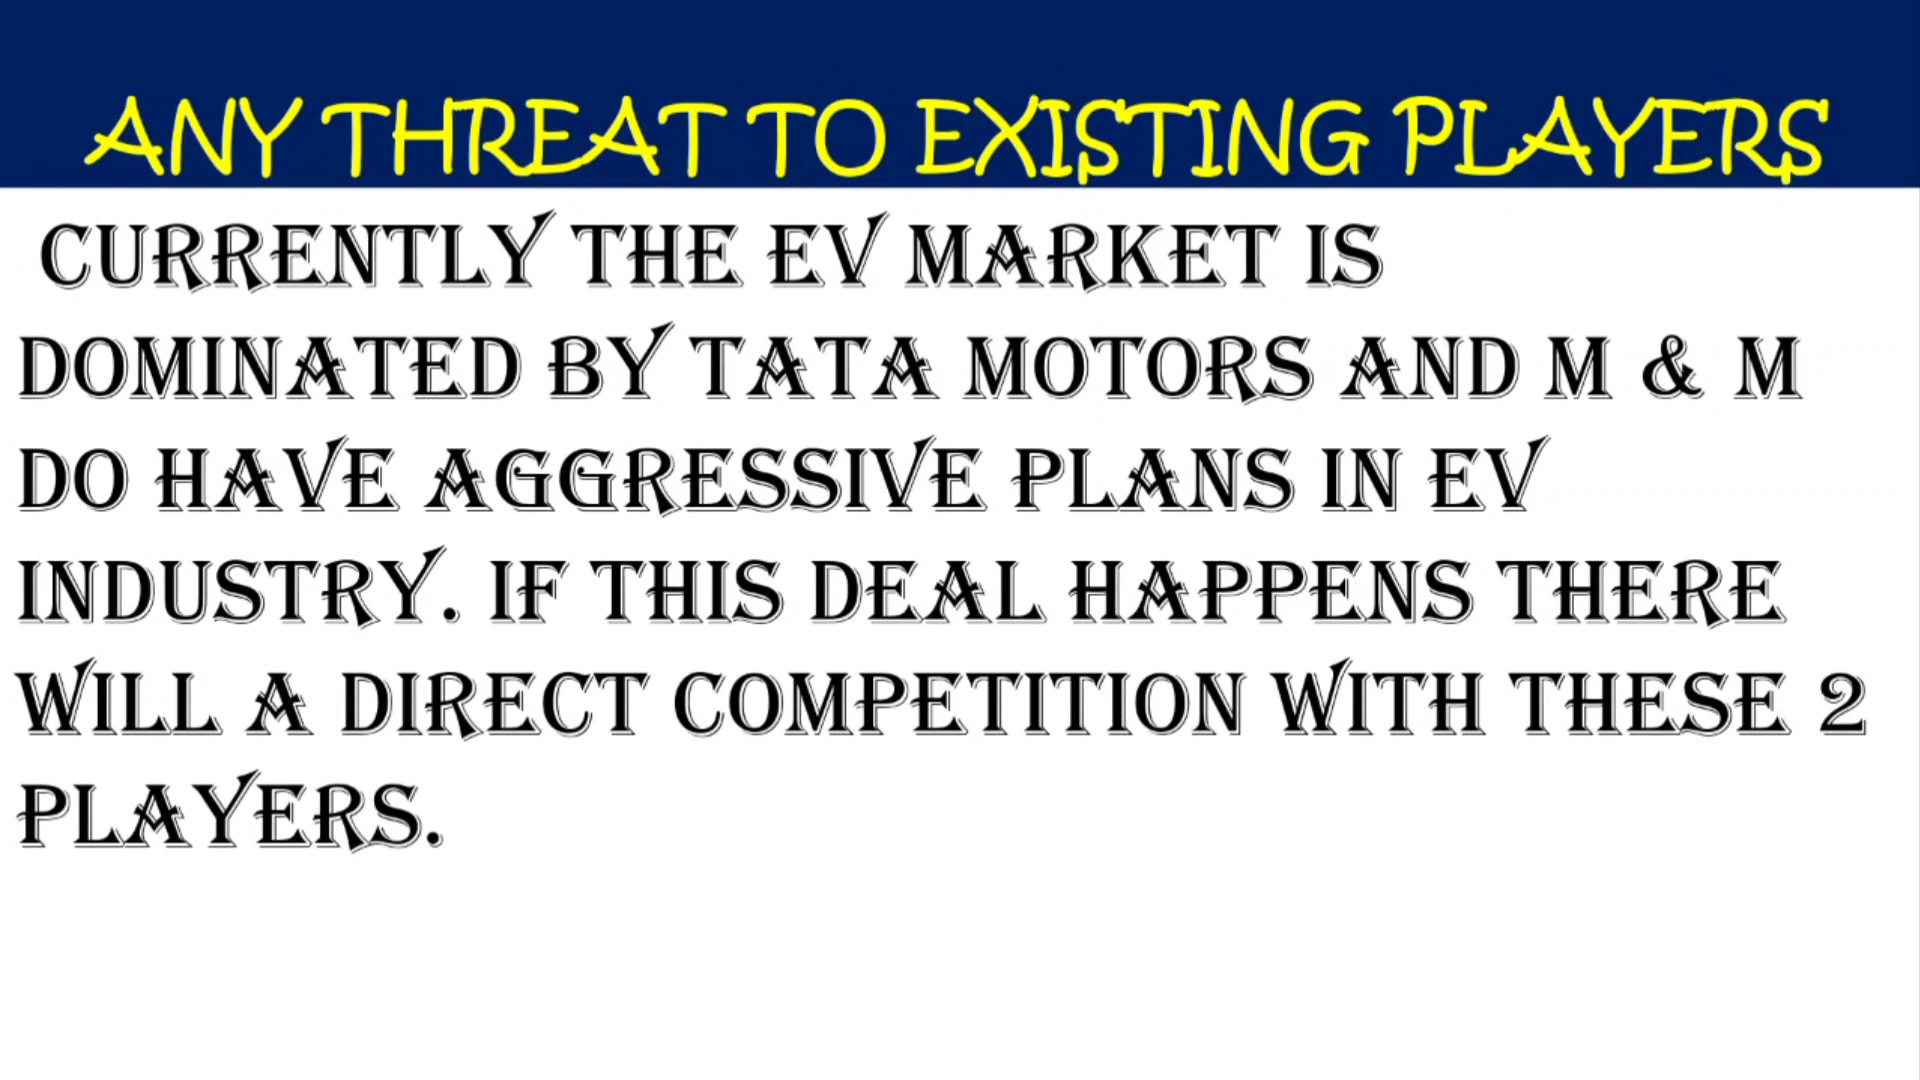 ANY THREAT TO EXISTING PLAYERS
CURRENTLY THE EV MARKET IS
DOMINATED BY TATA MOTORS AND M & M
DO HAVE AGGRESSIVE PLANS IN EV
INDUSTRY. IF THIS DEAL HAPPENS THERE
WILL A DIRECT COMPETITION WITH THESE 2
PLAYERS.